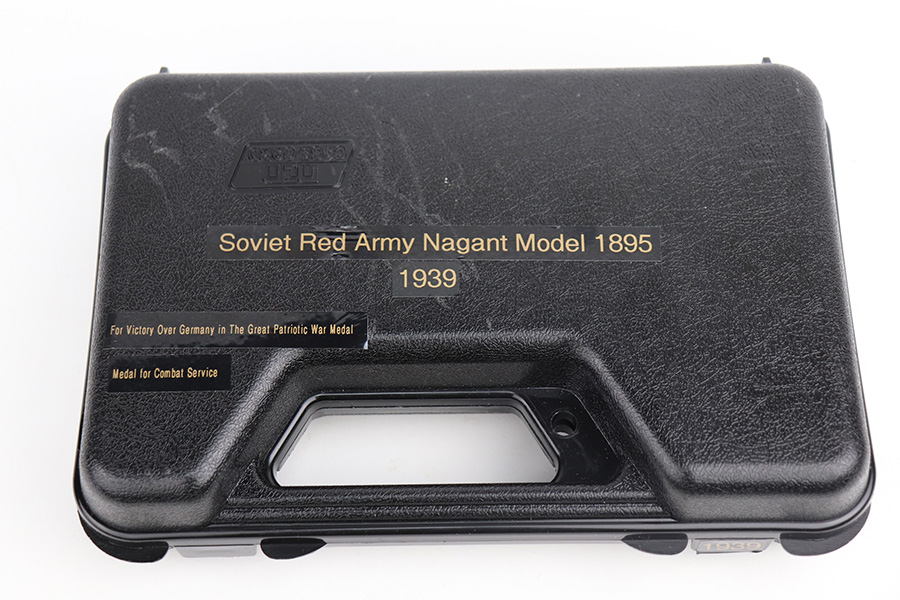 Soviet Red Army Nagant Model 1895
1939
For Victory Over Germany in The Great Patriotic War Medal
Medal for Combat Service
1939